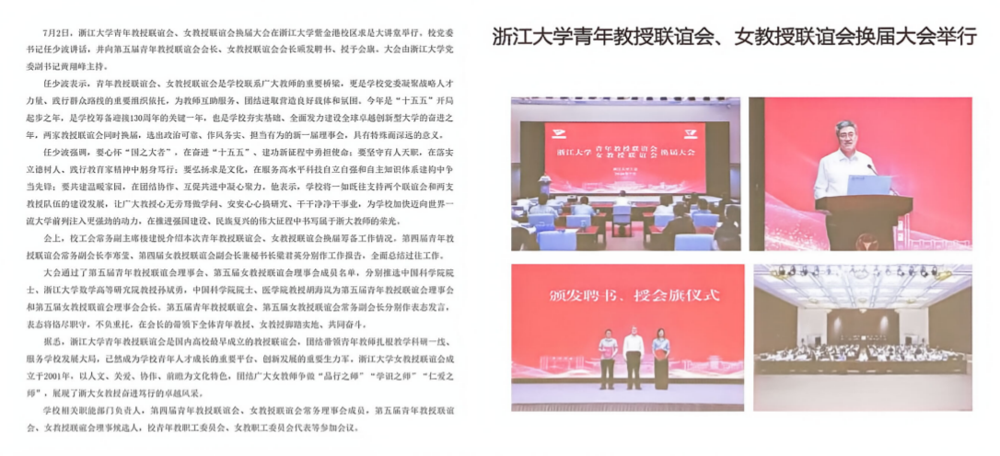 7月2日，浙江大学青年教授联谊会、女教授联谊会换届大会在浙江大学紫金港校区求是大讲堂举行。校党委
书记任少波讲话，并向第五届青年教授联谊会会长、女教授联谊会会长颁发聘书、授予会旗。大会由浙江大学党
委副书记黄翔峰主持。
任少波表示，青年教授联谊会、女教授联谊会是学校联系广大教师的重要桥梁，更是学校党委凝聚战略人才
力量、践行群众路线的重要组织依托，为教师互助服务、团结进取营造良好载体和氛围。今年是“十五五”开局
起步之年，是学校筹备迎接130周年的关键一年，也是学校夯实基础、全面发力建设全球卓越创新型大学的奋进之
年，两家教授联谊会同时换届，选出政治可靠、作风务实、担当有为的新一届理事会，具有特殊而深远的意义。
任少波强调，要心怀“国之大者”，在奋进“十五五”、建功新征程中勇担使命；要坚守育人天职，在落实
立德树人、践行教育家精神中躬身笃行；要弘扬求是文化，在服务高水平科技自立自强和自主知识体系建构中争
当先锋；要共建温暖家园，在团结协作、互促共进中凝心聚力，他表示，学校将一如既往支持两个联谊会和两支
教授队伍的建设发展，让广大教授心无旁骛做学问、安安心心搞研究、干干净净干事业，为学校加快迈向世界一
流大学前列注入更强劲的动力，在推进强国建设、民族复兴的伟大征程中书写属于浙大教师的荣光。
会上，校工会常务副主席楼建悦介绍本次青年教授联谊会、女教授联谊会换届筹备工作情况。第四届青年教
授联谊会常务副会长李寒莹、第四届女教授联谊会副会长兼秘书长梁君英分别作工作报告，全面总结过往工作。
大会通过了第五届青年教授联谊会理事会、第五届女教授联谊会理事会成员名单，分别推选中国科学院院
士、浙江大学数学高等研究院教授孙斌勇，中国科学院院士、医学院教授胡海岚为第五届青年教授联谊会理事会
和第五届女教授联谊会理事会会长。第五届青年教授联谊会、第五届女教授联谊会常务副会长分别作表态发言，
表态将恪尽职守，不负重托，在会长的带领下全体青年教授、女教授脚踏实地、共同奋斗。
据悉，浙江大学青年教授联谊会是国内高校最早成立的教授联谊会，团结带领青年教师扎根教学科研一线、
服务学校发展大局，已然成为学校青年人才成长的重要平台、创新发展的重要生力军，浙江大学女教授联谊会成
立于2001年，以人文、关爱、协作、前瞻为文化特色，团结广大女教师争做“品行之师”“学识之师”“仁爱之
师”，展现了浙大女教授奋进笃行的卓越风采。
学校相关职能部门负责人，第四届青年教授联谊会、女教授联谊会常务理事会成员，第五届青年教授联谊
会、女教授联谊会理事候选人，校青年教职工委员会、女教职工委员会代表等参加会议。
浙江大学青年教授联谊会、女教授联谊会换届大会举行
浙江大学 青年教授联谊会 女教授联谊会 换届大会
颁发聘书、授会旗仪式